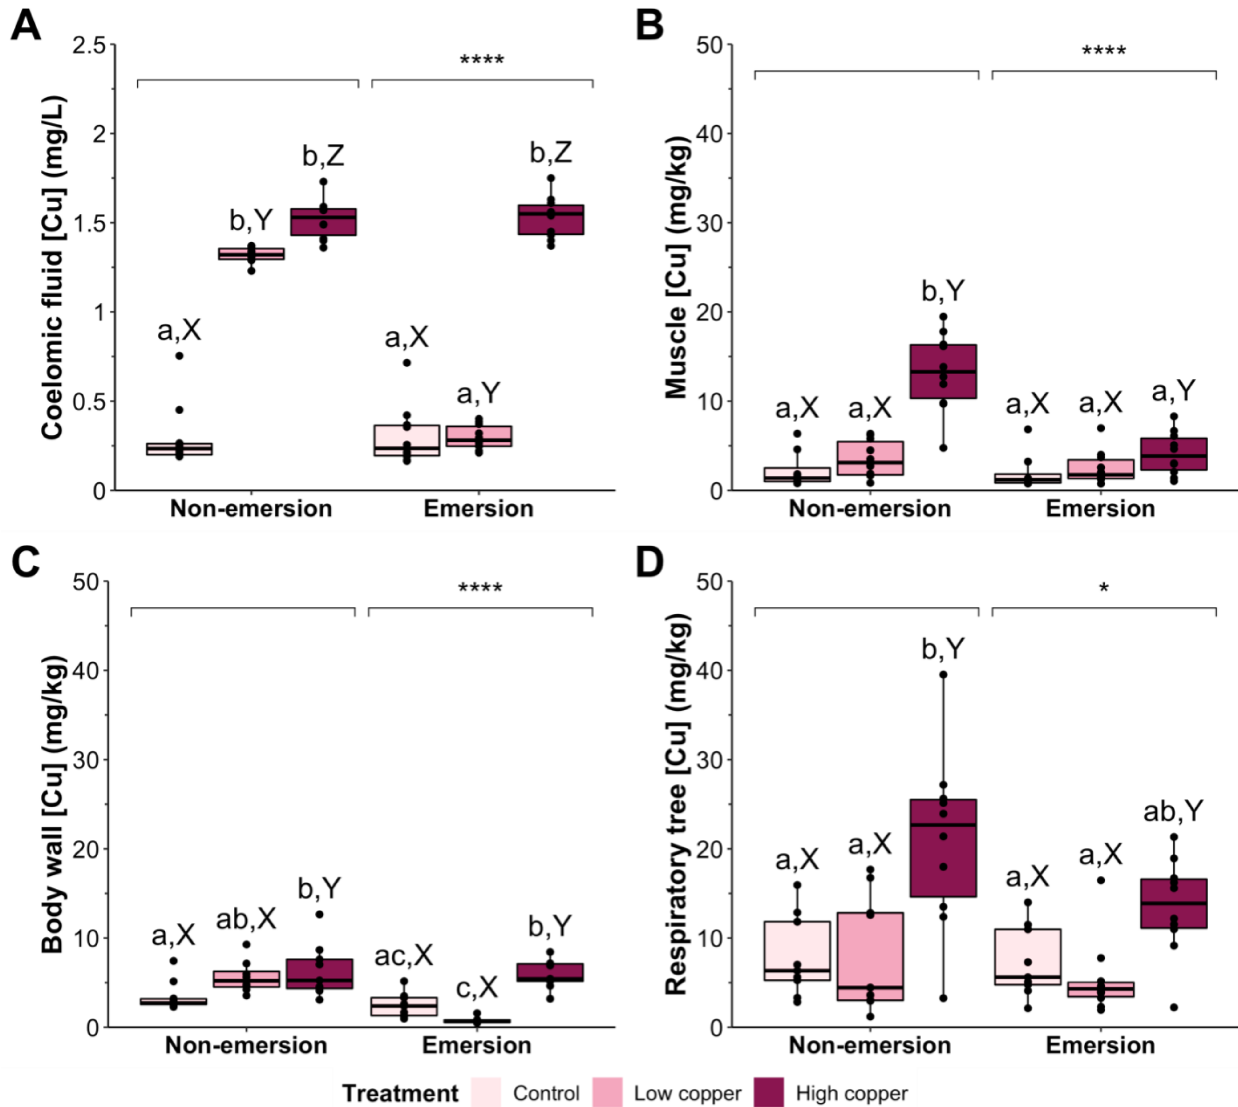 A
Coelomic fluid [Cu] (mg/L)
2.5
2
1.5
1
0.5
0
****
a,X
b,Y
b,Z
a,X
a,Y
b,Z
Non-emersion
Emersion
B
Muscle [Cu] (mg/kg)
50
40
30
20
10
0
****
a,X
a,X
b,Y
a,X
a,X
a,Y
Non-emersion
Emersion
C
Body wall [Cu] (mg/kg)
50
40
30
20
10
0
****
a,X
ab,X
b,Y
ac,X
c,X
b,Y
Non-emersion
Emersion
D
Respiratory tree [Cu] (mg/kg)
50
40
30
20
10
0
*
a,X
a,X
b,Y
a,X
a,X
ab,Y
Non-emersion
Emersion
Treatment Control Low copper High copper